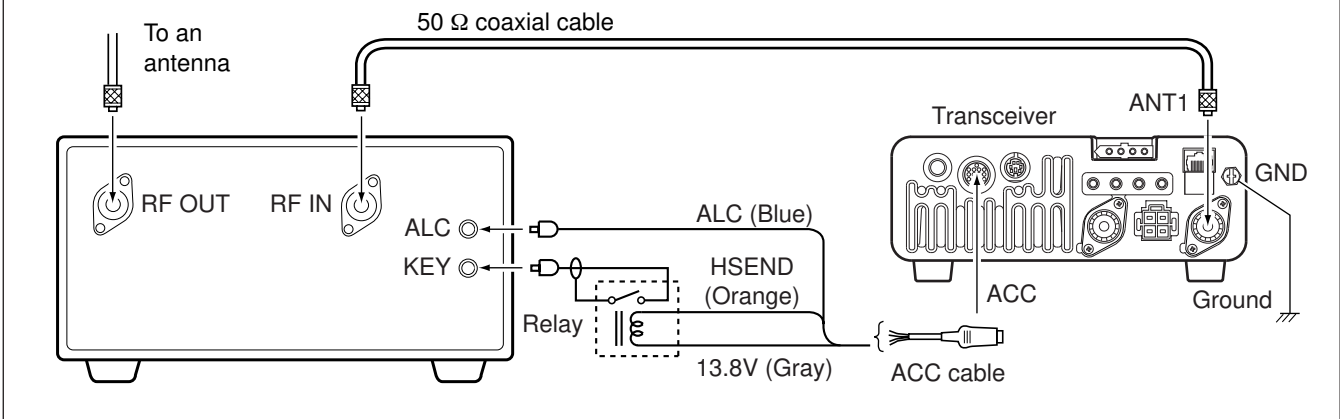 50 Ω coaxial cable
To an
antenna
ANT1
Transceiver
GND
RF OUT
RF IN
ALC
KEY
ALC (Blue)
HSEND
(Orange)
ACC
Ground
Relay
13.8V (Gray)
ACC cable